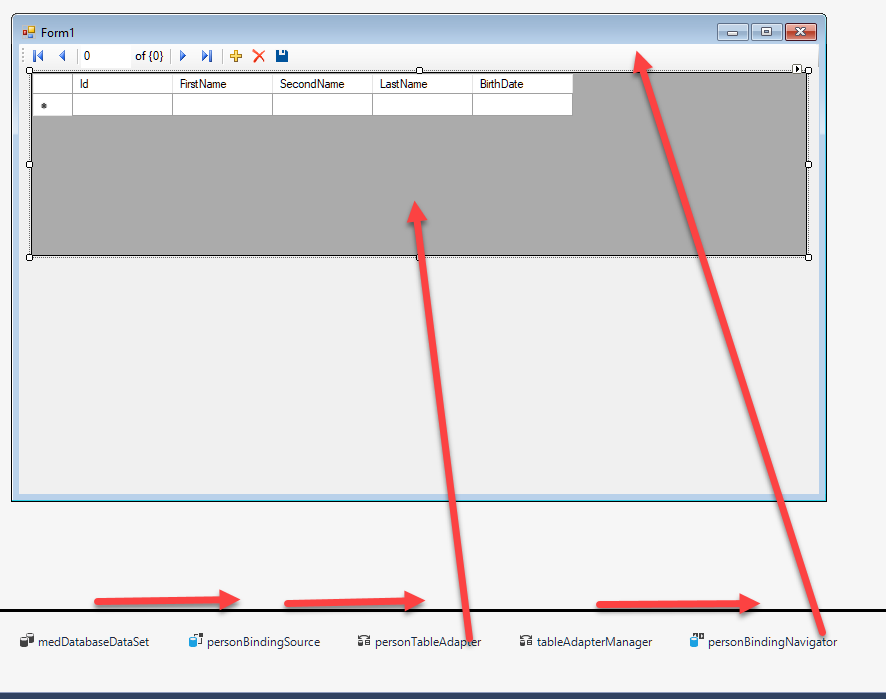 Form1
0 of {0}
Id FirstName SecondName LastName BirthDate
medDatabaseDataSet personBindingSource personTableAdapter tableAdapterManager personBindingNavigator